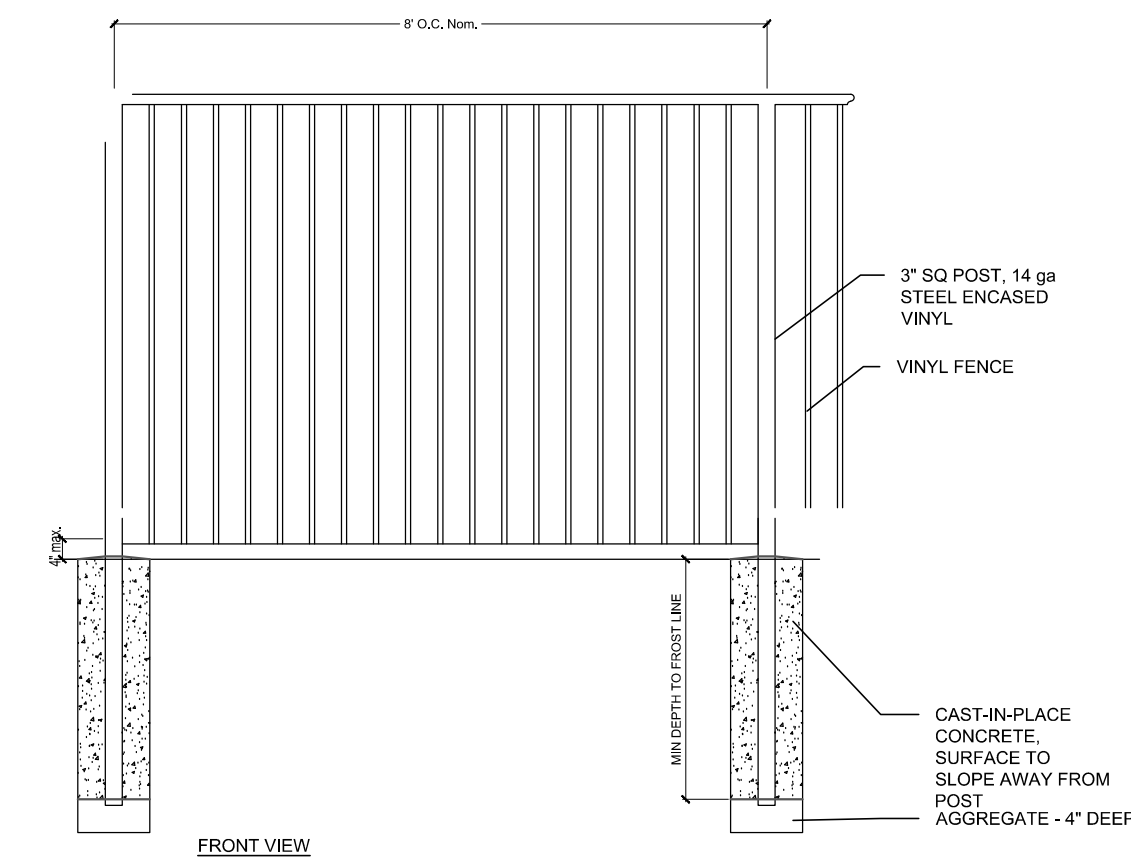 8' O.C. Nom.
3" SQ POST, 14 ga
STEEL ENCASED
VINYL
VINYL FENCE
4" max.
MIN DEPTH TO FROST LINE
CAST-IN-PLACE
CONCRETE,
SURFACE TO
SLOPE AWAY FROM
POST
AGGREGATE - 4" DEEP
FRONT VIEW